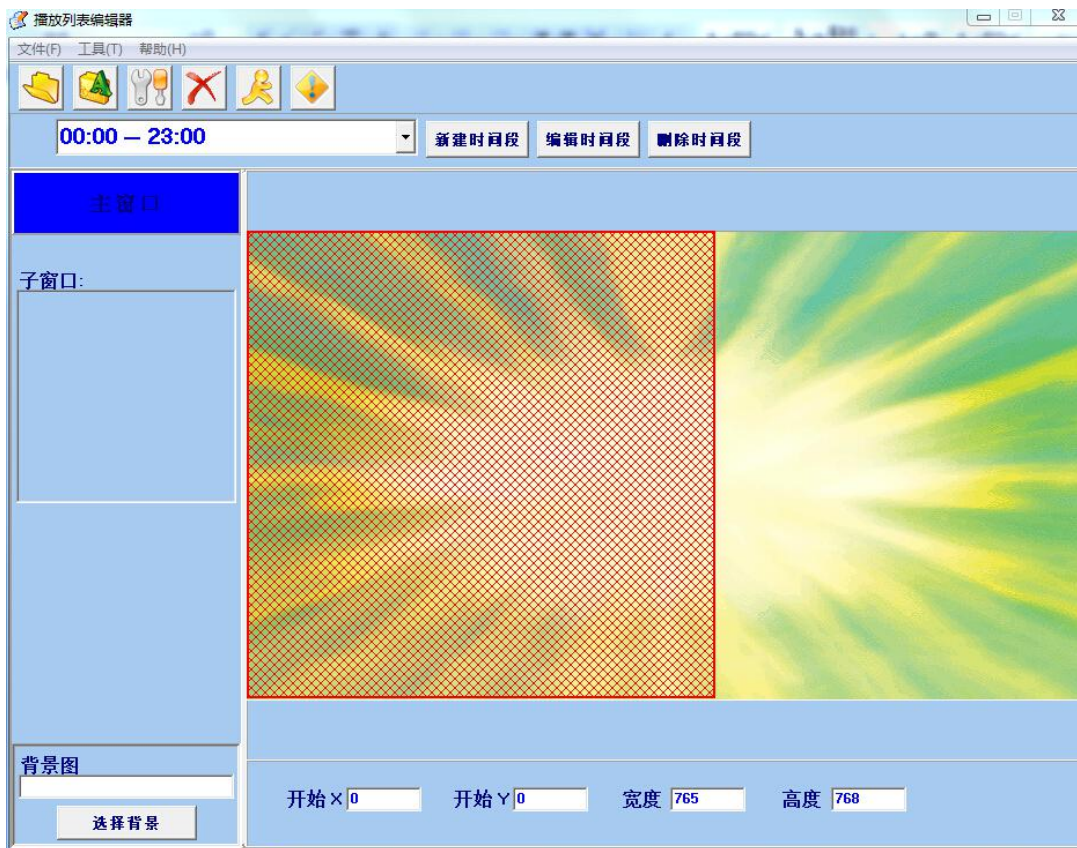 播放列表编辑器
文件(F) 工具(T) 帮助(H)
00:00 — 23:00 新建时间段 编辑时间段 删除时间段
主窗口
子窗口:
背景图
选择背景
开始X 0 开始Y 0 宽度 765 高度 768